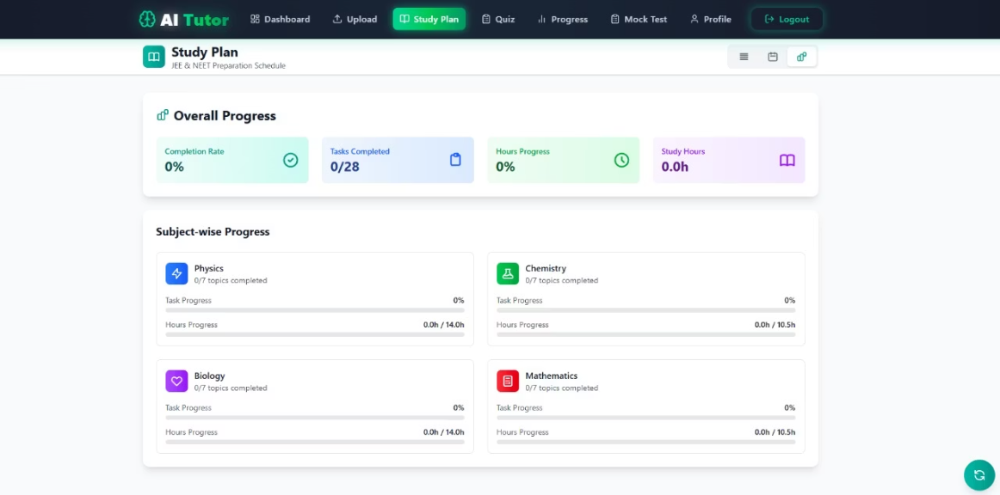 AI Tutor Dashboard Upload Study Plan Quiz Progress Mock Test Profile Logout
Study Plan
JEE & NEET Preparation Schedule
Overall Progress
Completion Rate
0%
Tasks Completed
0/28
Hours Progress
0%
Study Hours
0.0h
Subject-wise Progress
Physics
0/7 topics completed
Task Progress 0%
Hours Progress 0.0h / 14.0h
Chemistry
0/7 topics completed
Task Progress 0%
Hours Progress 0.0h / 10.5h
Biology
0/7 topics completed
Task Progress 0%
Hours Progress 0.0h / 14.0h
Mathematics
0/7 topics completed
Task Progress 0%
Hours Progress 0.0h / 10.5h